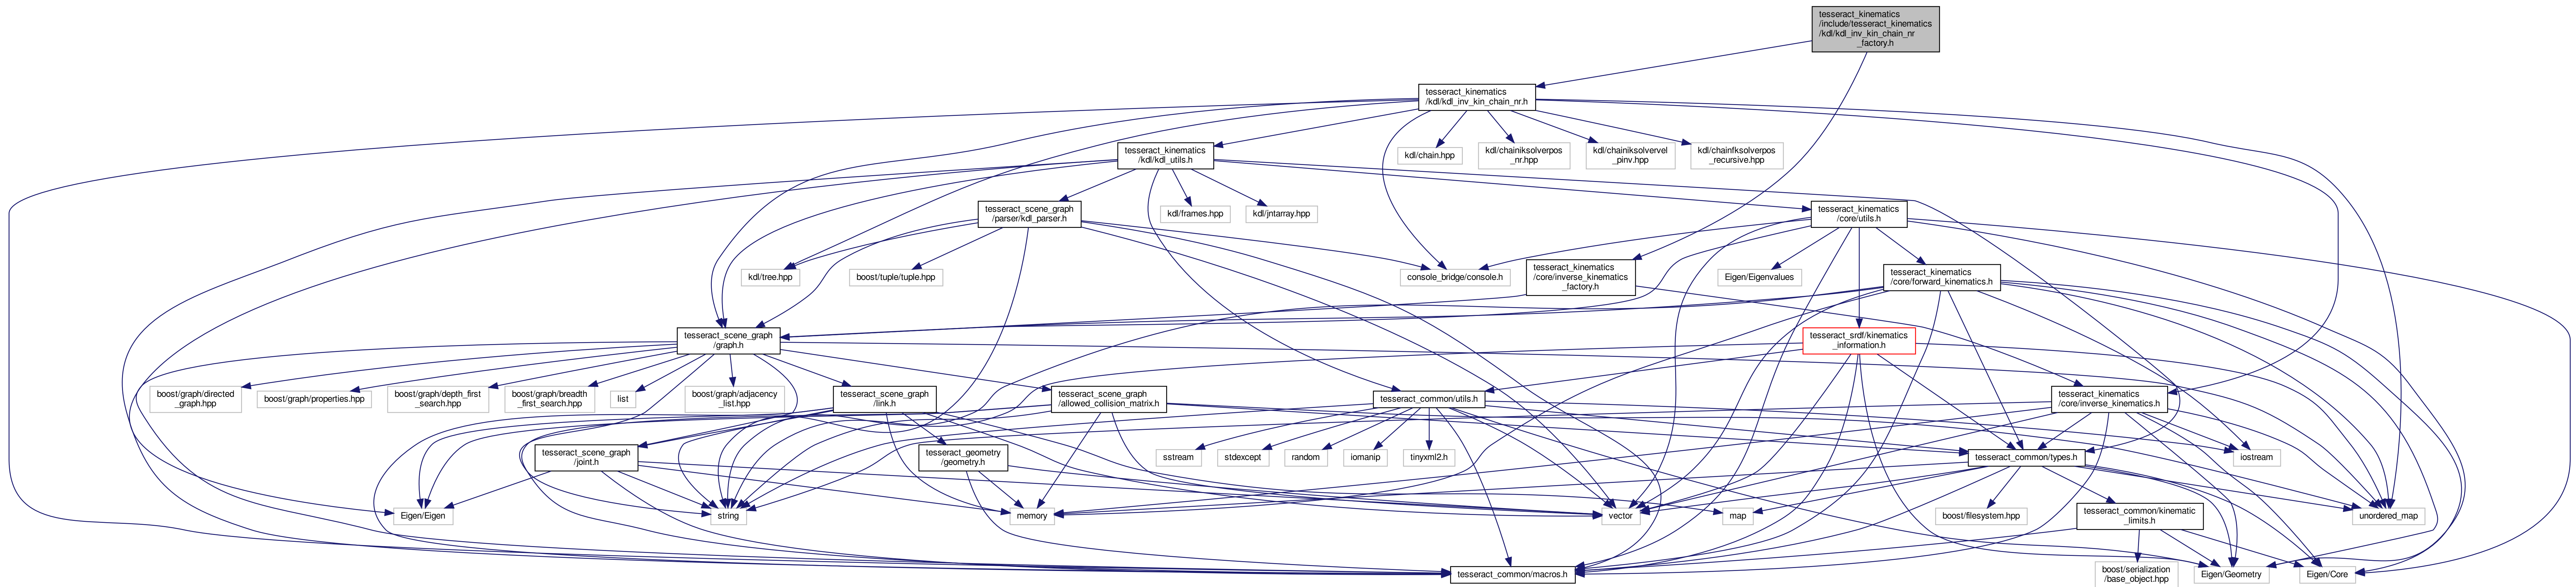 tesseract_kinematics
/include/tesseract_kinematics
/kdl/kdl_inv_kin_chain_nr
_factory.h
tesseract_kinematics
/kdl/kdl_inv_kin_chain_nr.h
tesseract_kinematics
/kdl/kdl_utils.h
kdl/chain.hpp
kdl/chainiksolverpos
_nr.hpp
kdl/chainiksolvervel
_pinv.hpp
kdl/chainfksolverpos
_recursive.hpp
tesseract_scene_graph
/parser/kdl_parser.h
kdl/frames.hpp
kdl/jntarray.hpp
tesseract_kinematics
/core/utils.h
kdl/tree.hpp
boost/tuple/tuple.hpp
console_bridge/console.h
tesseract_kinematics
/core/inverse_kinematics
_factory.h
Eigen/Eigenvalues
tesseract_kinematics
/core/forward_kinematics.h
tesseract_scene_graph
/graph.h
tesseract_srdf/kinematics
_information.h
boost/graph/directed
_graph.hpp
boost/graph/properties.hpp
boost/graph/depth_first
_search.hpp
boost/graph/breadth
_first_search.hpp
list
boost/graph/adjacency
_list.hpp
tesseract_scene_graph
/link.h
tesseract_scene_graph
/allowed_collision_matrix.h
tesseract_common/utils.h
tesseract_kinematics
/core/inverse_kinematics.h
tesseract_scene_graph
/joint.h
tesseract_geometry
/geometry.h
sstream
stdexcept
random
iomanip
tinyxml2.h
tesseract_common/types.h
iostream
Eigen/Eigen
string
memory
vector
map
boost/filesystem.hpp
tesseract_common/kinematic
_limits.h
unordered_map
tesseract_common/macros.h
boost/serialization
/base_object.hpp
Eigen/Geometry
Eigen/Core